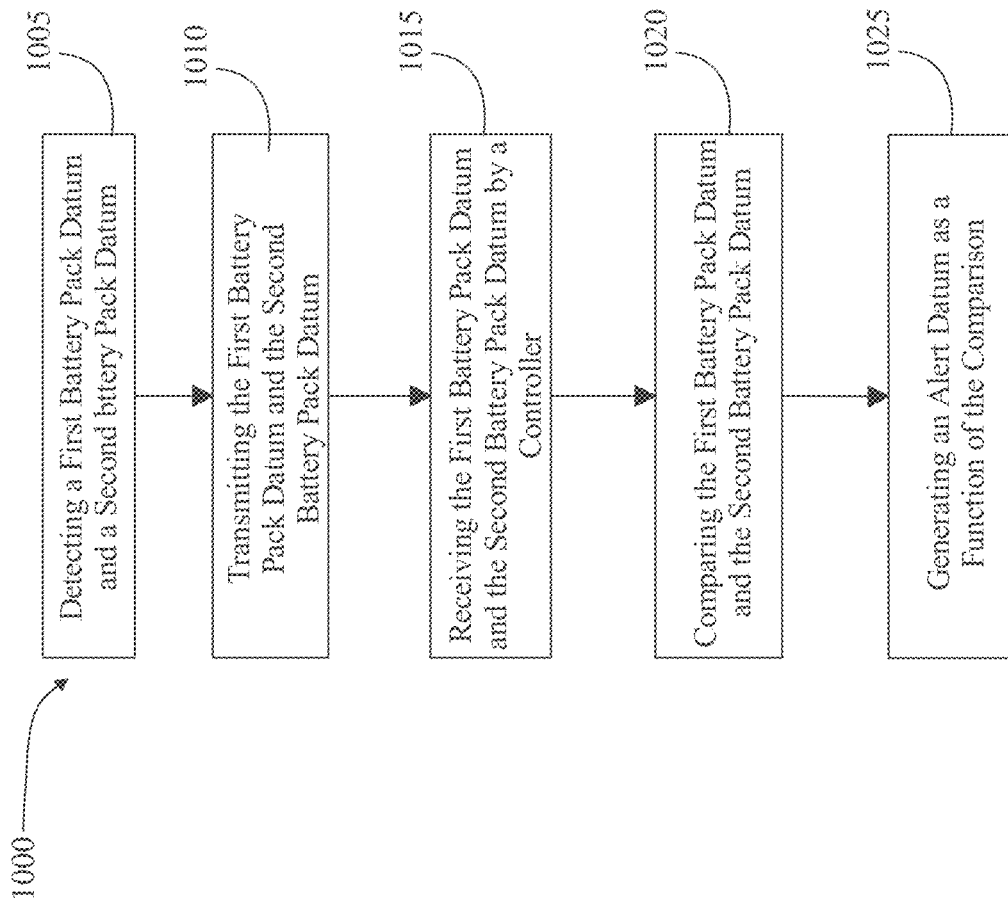 1000
Detecting a First Battery Pack Datum
and a Second bttery Pack Datum
1005
Transmitting the First Battery
Pack Datum and the Second
Battery Pack Datum
1010
Receiving the First Battery Pack Datum
and the Second Battery Pack Datum by a
Controller
1015
Comparing the First Battery Pack Datum
and the Second Battery Pack Datum
1020
Generating an Alert Datum as a
Function of the Comparison
1025